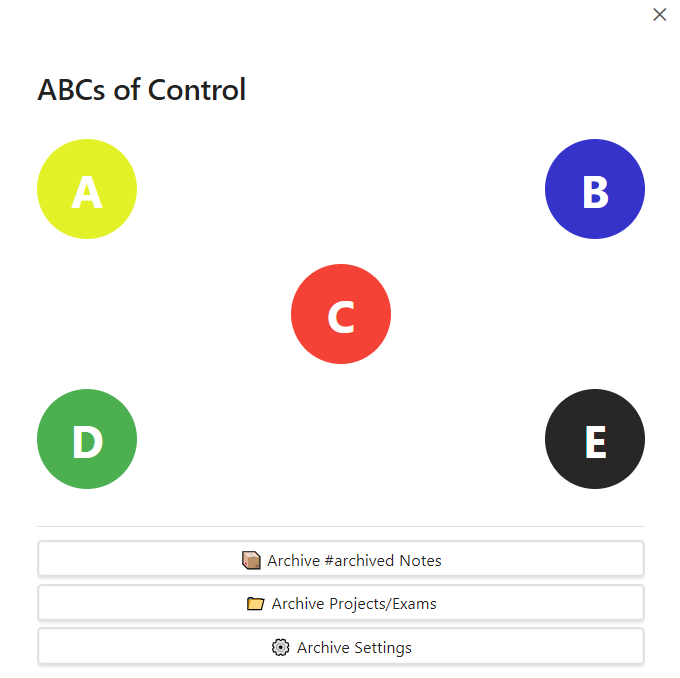 ABCs of Control
A
B
C
D
E
Archive #archived Notes
Archive Projects/Exams
Archive Settings